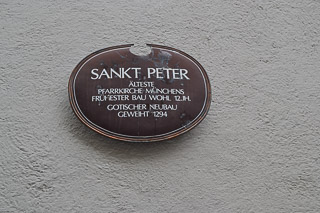 SANKT PETER
ÄLTESTE
PFARRKIRCHE MÜNCHENS
FRÜHESTER BAU WOHL 12.JH.
GOTISCHER NEUBAU
GEWEIHT 1294